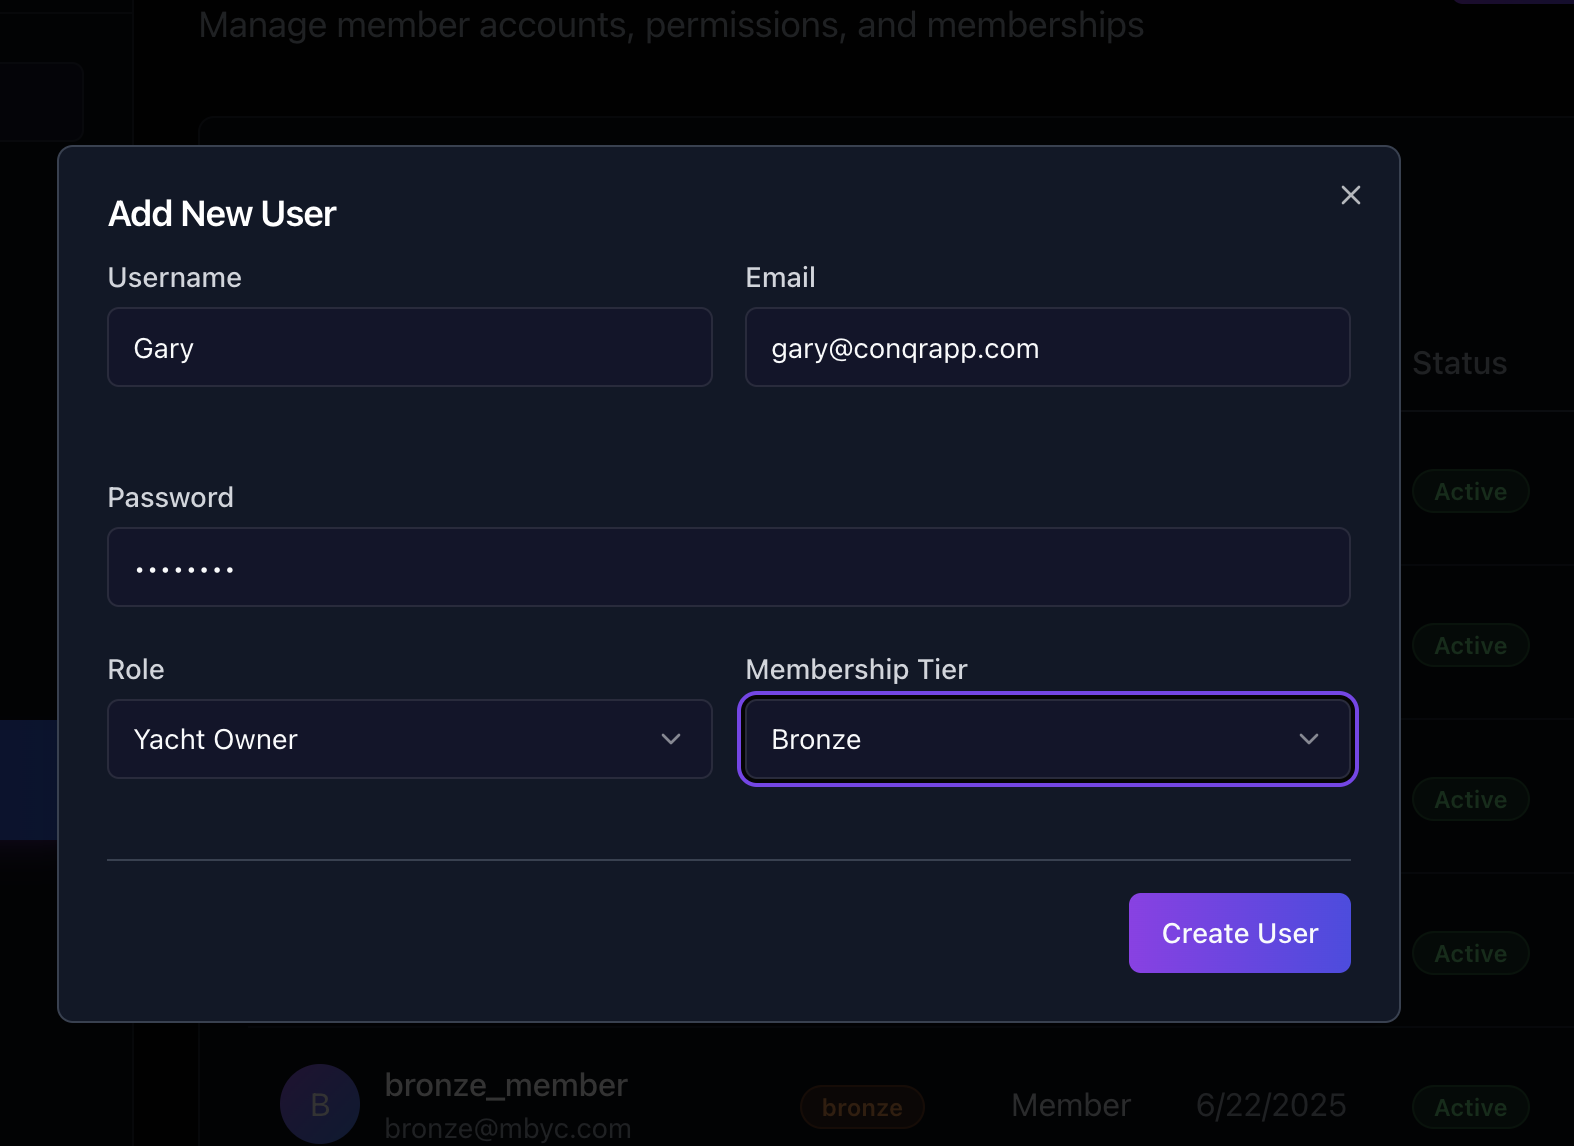 Manage member accounts, permissions, and memberships
Add New User
Username
Email
Gary
gary@conqrapp.com
Status
Password
Active
••••••••
Active
Role
Membership Tier
Yacht Owner
Bronze
Active
Create User
Active
B
bronze_member
bronze@mbyc.com
bronze
Member
6/22/2025
Active